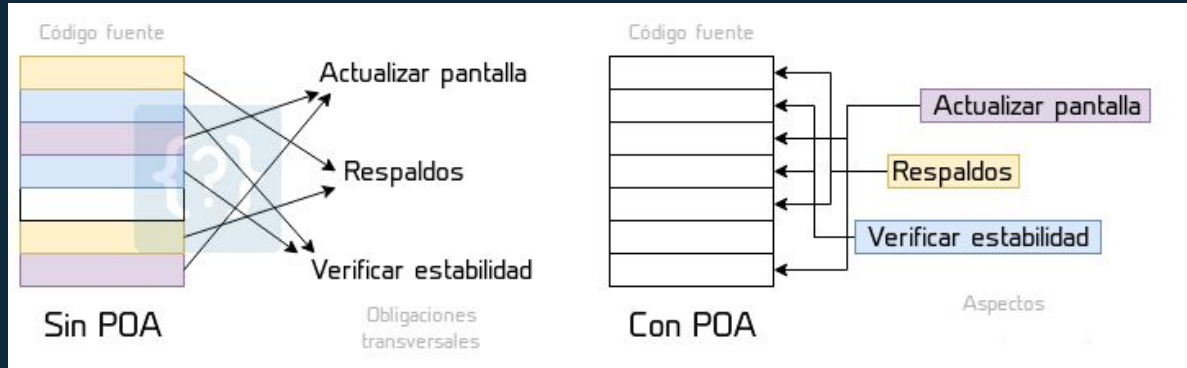 Código fuente
Actualizar pantalla
Respaldos
Verificar estabilidad
Sin POA
Obligaciones
transversales
Código fuente
Actualizar pantalla
Respaldos
Verificar estabilidad
Con POA
Aspectos